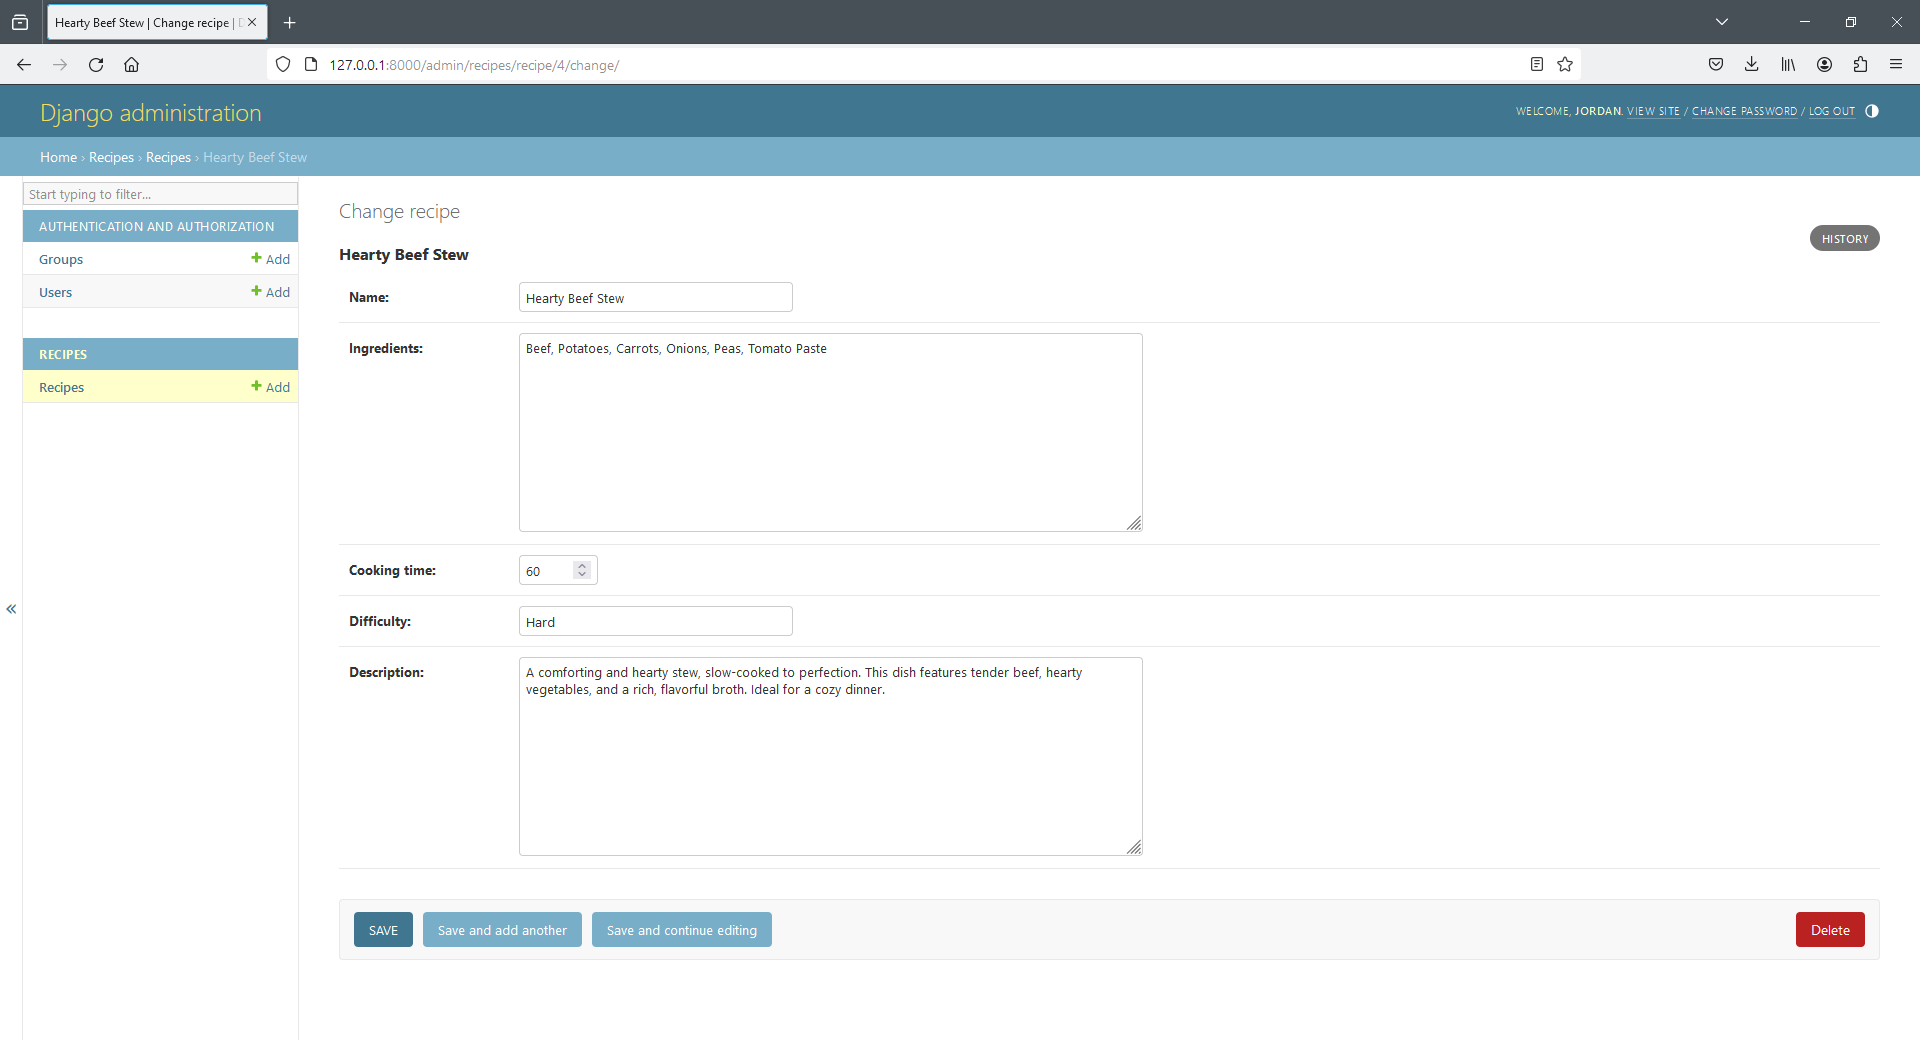 Hearty Beef Stew | Change recipe |
127.0.0.1:8000/admin/recipes/recipe/4/change/
Django administration
WELCOME, JORDAN. VIEW SITE / CHANGE PASSWORD / LOG OUT
Home › Recipes › Recipes › Hearty Beef Stew
Start typing to filter...
AUTHENTICATION AND AUTHORIZATION
Groups
Add
Users
Add
RECIPES
Recipes
Add
Change recipe
HISTORY
Hearty Beef Stew
Name:
Hearty Beef Stew
Ingredients:
Beef, Potatoes, Carrots, Onions, Peas, Tomato Paste
Cooking time:
60
Difficulty:
Hard
Description:
A comforting and hearty stew, slow-cooked to perfection. This dish features tender beef, hearty
vegetables, and a rich, flavorful broth. Ideal for a cozy dinner.
SAVE
Save and add another
Save and continue editing
Delete